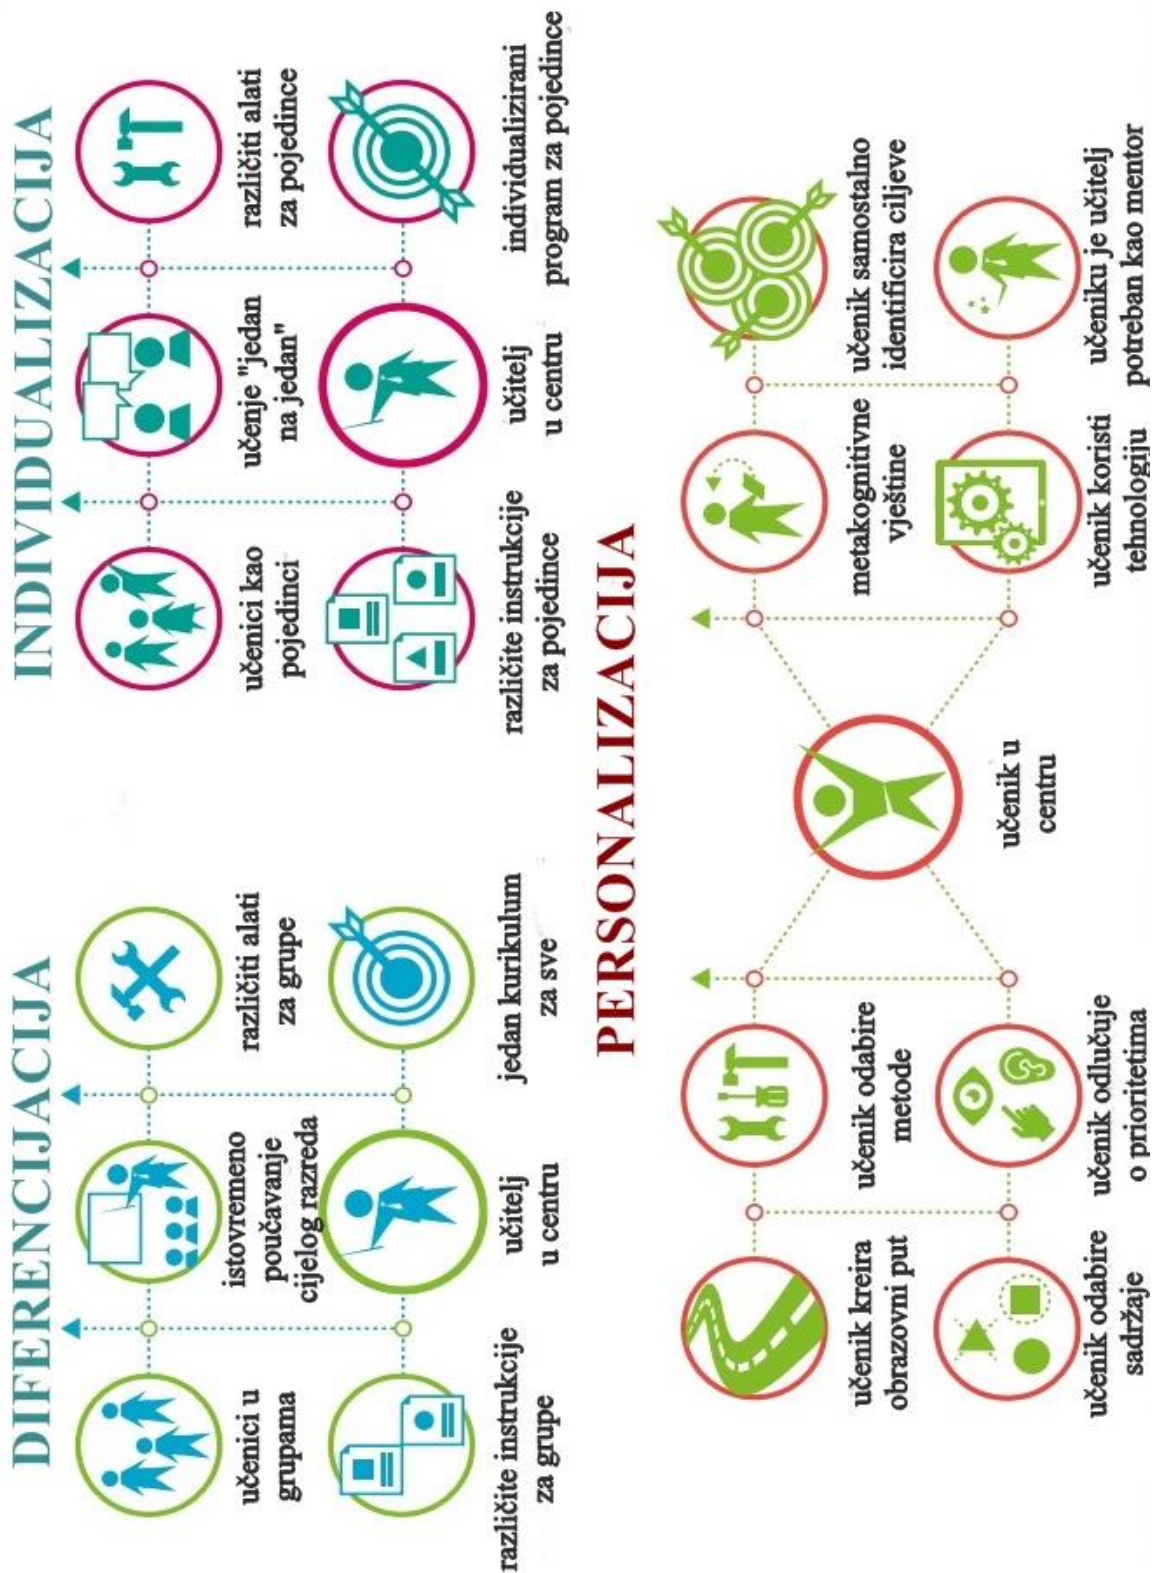 DIFERENCIJACIJA
učenici u
grupama
istovremeno
poučavanje
cijelog razreda
različiti alati
za grupe
različite instrukcije
za grupe
učitelj
u centru
jedan kurikulum
za sve
INDIVIDUALIZACIJA
učenici kao
pojedinci
učenje "jedan
na jedan"
različiti alati
za pojedince
različite instrukcije
za pojedince
učitelj
u centru
individualizirani
program za pojedince
PERSONALIZACIJA
učenik kreira
obrazovni put
učenik odabire
metode
učenik odabire
sadržaje
učenik odlučuje
o prioritetima
učenik u
centru
metakognitivne
vještine
učenik samostalno
identificira ciljeve
učenik koristi
tehnologiju
učeniku je učitelj
potreban kao mentor